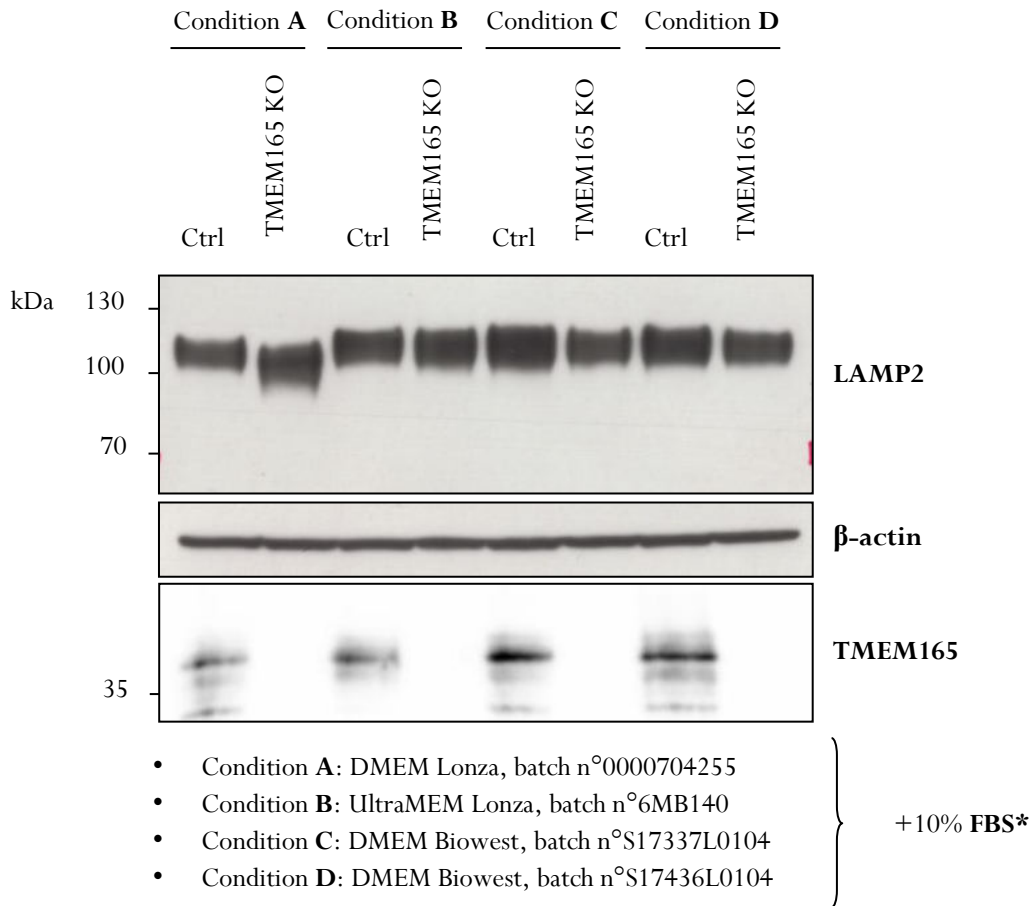 Condition A Condition B Condition C Condition D
Ctrl TMEM165 KO Ctrl TMEM165 KO Ctrl TMEM165 KO Ctrl TMEM165 KO
kDa 130
100
LAMP2
70
β-actin
TMEM165
35
• Condition A: DMEM Lonza, batch n°0000704255
• Condition B: UltraMEM Lonza, batch n°6MB140
• Condition C: DMEM Biowest, batch n°S17337L0104
• Condition D: DMEM Biowest, batch n°S17436L0104
+10% FBS*